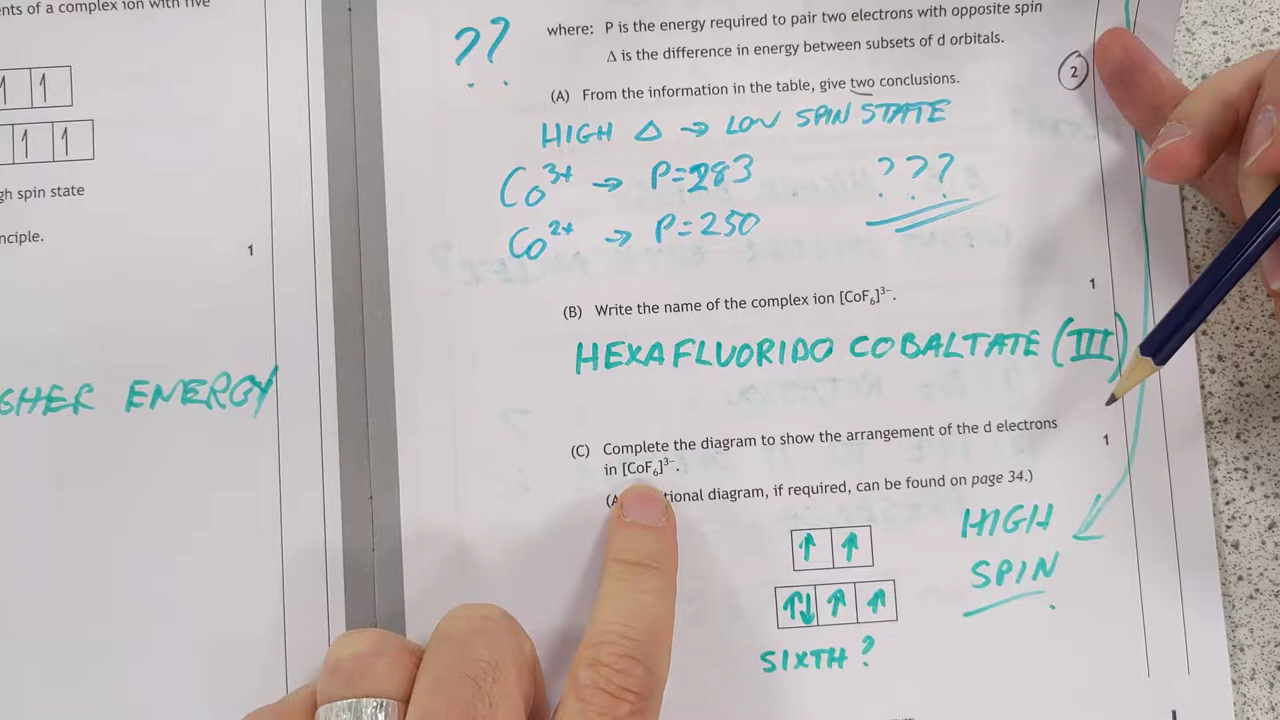 nts of a complex ion with five
1 1
1 1
gh spin state
nciple.
1
GHER ENERGY
??
where: P is the energy required to pair two electrons with opposite spin
Δ is the difference in energy between subsets of d orbitals.
(A) From the information in the table, give two conclusions.
2
HIGH Δ → LOW SPIN STATE
Co³⁺ → P=283 ???
Co²⁺ → P=250
1
(B) Write the name of the complex ion [CoF₆]³⁻.
HEXAFLUORIDO COBALTATE (III)
(C) Complete the diagram to show the arrangement of the d electrons
in [CoF₆]³⁻.
1
(A tional diagram, if required, can be found on page 34.)
↑ ↑
HIGH
SPIN
↑↓ ↑ ↑
SIXTH ?